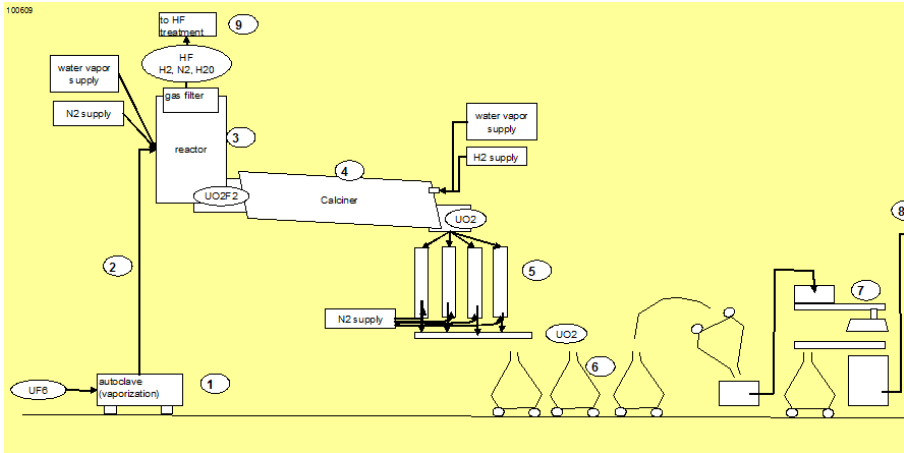 100609
to HF
treatment
9
HF
H2, N2, H20
water vapor
supply
gas filter
N2 supply
water vapor
supply
3
reactor
H2 supply
4
UO2F2
Calciner
UO2
8
2
5
7
N2 supply
UO2
6
autoclave
(vaporization)
1
UF6